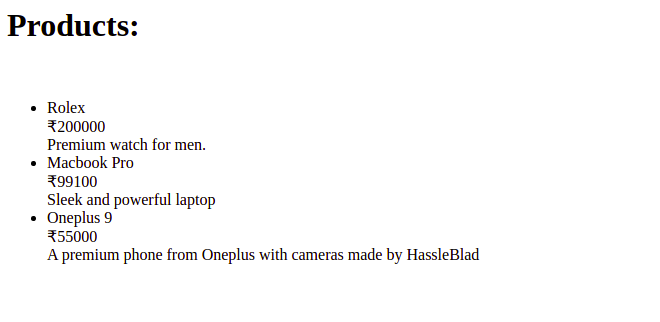 Products:
Rolex
₹200000
Premium watch for men.
Macbook Pro
₹99100
Sleek and powerful laptop
Oneplus 9
₹55000
A premium phone from Oneplus with cameras made by HassleBlad